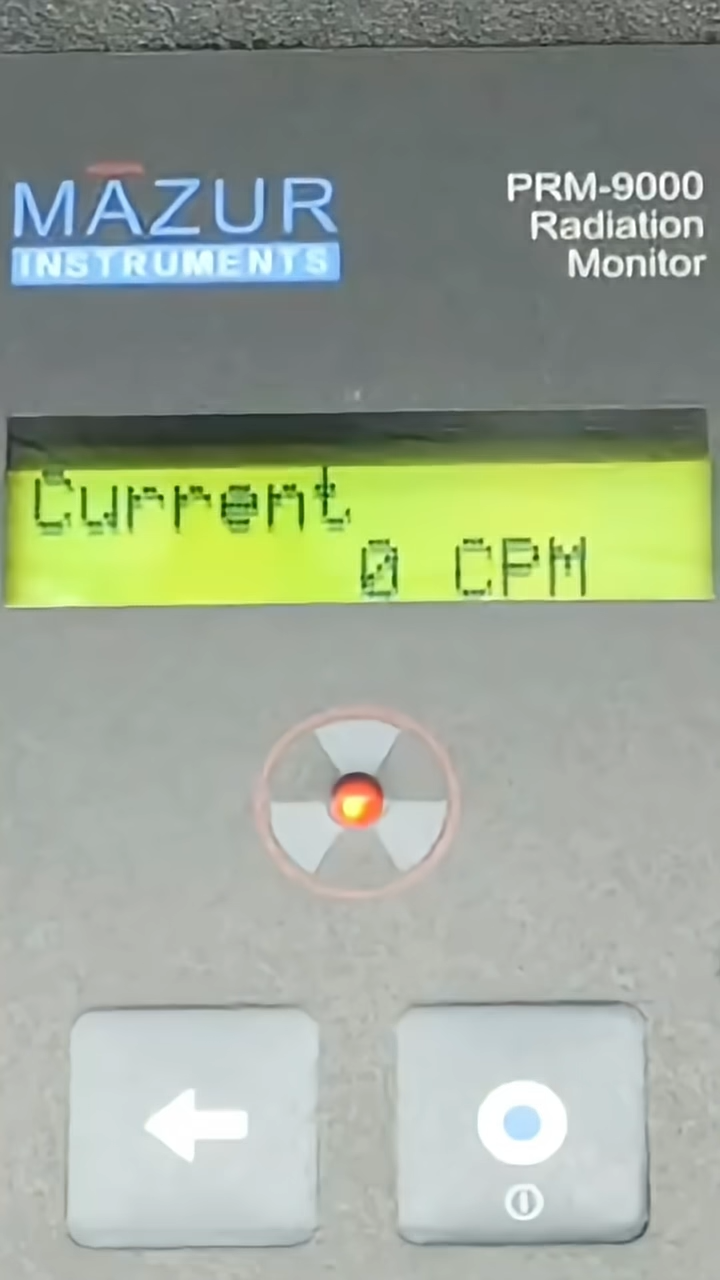 MAZUR
INSTRUMENTS
PRM-9000
Radiation
Monitor
Current
0 CPM